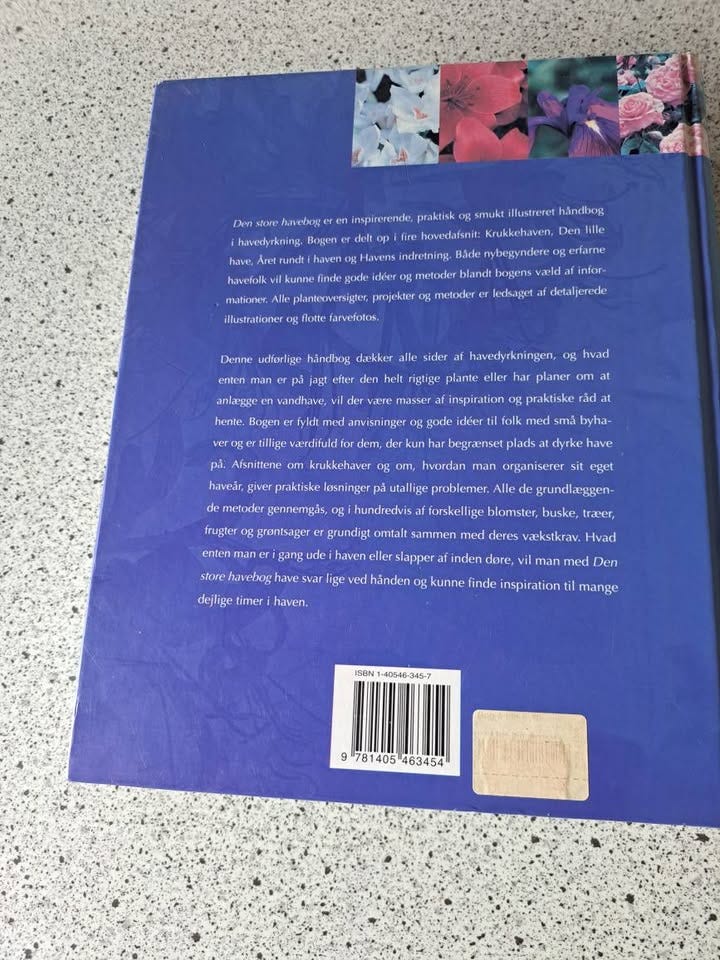 Den store havebog er en inspirerende, praktisk og smukt illustreret håndbog
i havedyrkning. Bogen er delt op i fire hovedafsnit: Krukkehaven, Den lille
have, Året rundt i haven og Havens indretning. Både nybegyndere og erfarne
havefolk vil kunne finde gode idéer og metoder blandt bogens væld af infor-
mationer. Alle planteoversigter, projekter og metoder er ledsaget af detaljerede
illustrationer og flotte farvefotos.
Denne udførlige håndbog dækker alle sider af havedyrkningen, og hvad
enten man er på jagt efter den helt rigtige plante eller har planer om at
anlægge en vandhave, vil der være masser af inspiration og praktiske råd at
hente. Bogen er fyldt med anvisninger og gode idéer til folk med små byha-
ver og er tillige værdifuld for dem, der kun har begrænset plads at dyrke have
på. Afsnittene om krukkehaver og om, hvordan man organiserer sit eget
haveår, giver praktiske løsninger på utallige problemer. Alle de grundlæggen-
de metoder gennemgås, og i hundredvis af forskellige blomster, buske, træer,
frugter og grøntsager er grundigt omtalt sammen med deres vækstkrav. Hvad
enten man er i gang ude i haven eller slapper af inden døre, vil man med Den
store havebog have svar lige ved hånden og kunne finde inspiration til mange
dejlige timer i haven.
ISBN 1-40546-345-7
9 781405 463454